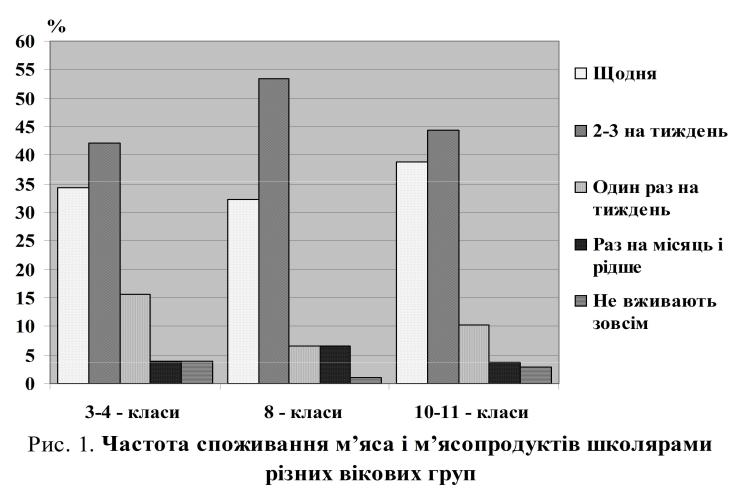 %
60
55
50
45
40
35
30
25
20
15
10
5
0
3-4 - класи
8 - класи
10-11 - класи
Щодня
2-3 на тиждень
Один раз на
тиждень
Раз на місяць і
рідше
Не вживають
зовсім
Рис. 1. Частота споживання м’яса і м’ясопродуктів школярами
різних вікових груп